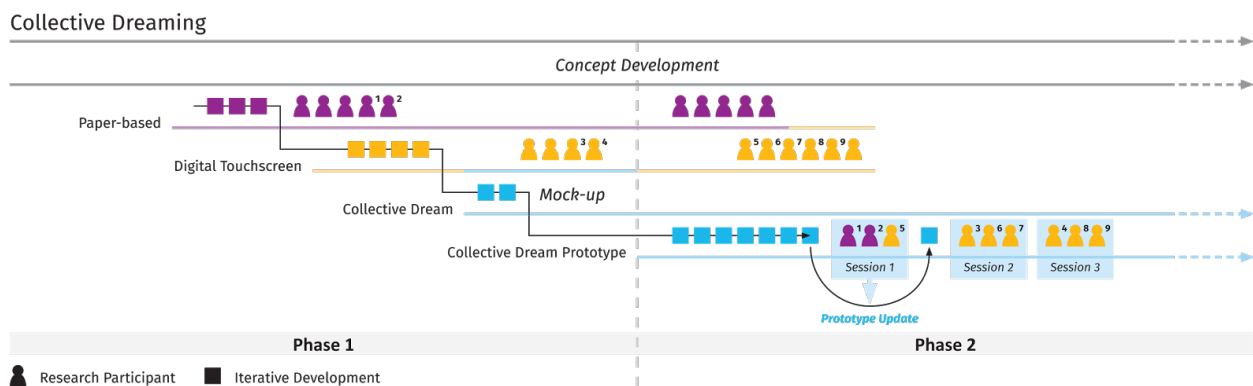 Collective Dreaming
Concept Development
1 2
Paper-based
3 4 5 6 7 8 9
Digital Touchscreen
Mock-up
Collective Dream
1 2 5 3 6 7 4 8 9
Collective Dream Prototype
Session 1 Session 2 Session 3
Prototype Update
Phase 1 Phase 2
Research Participant Iterative Development